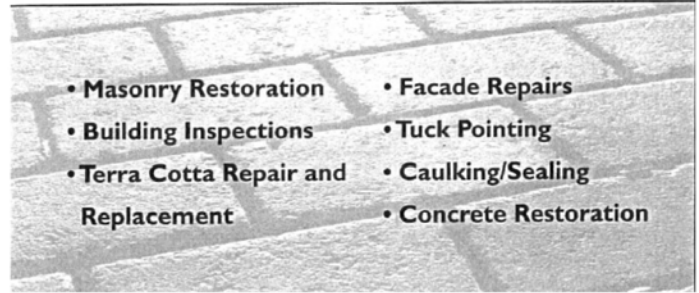 • Masonry Restoration
• Building Inspections
• Terra Cotta Repair and
Replacement
• Facade Repairs
• Tuck Pointing
• Caulking/Sealing
• Concrete Restoration